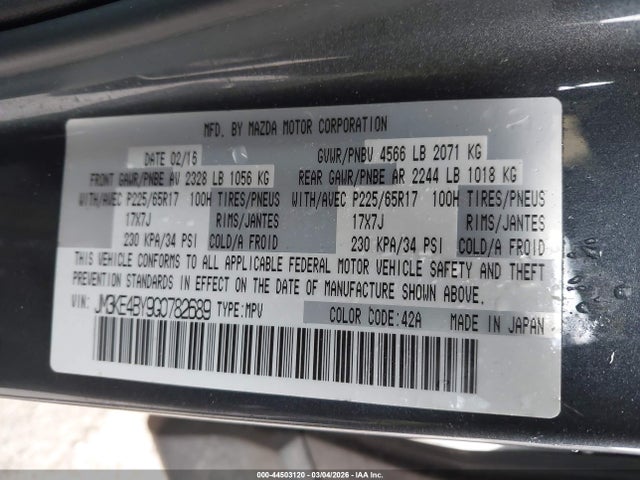 MFD. BY MAZDA MOTOR CORPORATION
DATE 02/16 GVWR/PNBV 4566 LB 2071 KG
FRONT GAWR/PNBE AV 2328 LB 1056 KG REAR GAWR/PNBE AR 2244 LB 1018 KG
WITH/AVEC P225/65R17 100H TIRES/PNEUS WITH/AVEC P225/65R17 100H TIRES/PNEUS
17X7J RIMS/JANTES 17X7J RIMS/JANTES
230 KPA/34 PSI COLD/A FROID 230 KPA/34 PSI COLD/A FROID
THIS VEHICLE CONFORMS TO ALL APPLICABLE FEDERAL MOTOR VEHICLE SAFETY AND THEFT
PREVENTION STANDARDS IN EFFECT ON THE DATE OF MANUFACTURE SHOWN ABOVE.
VIN: JM3KE4BY9G0782689 TYPE:MPV COLOR CODE:42A MADE IN JAPAN
000-44503120 - 03/04/2026 - IAA Inc.